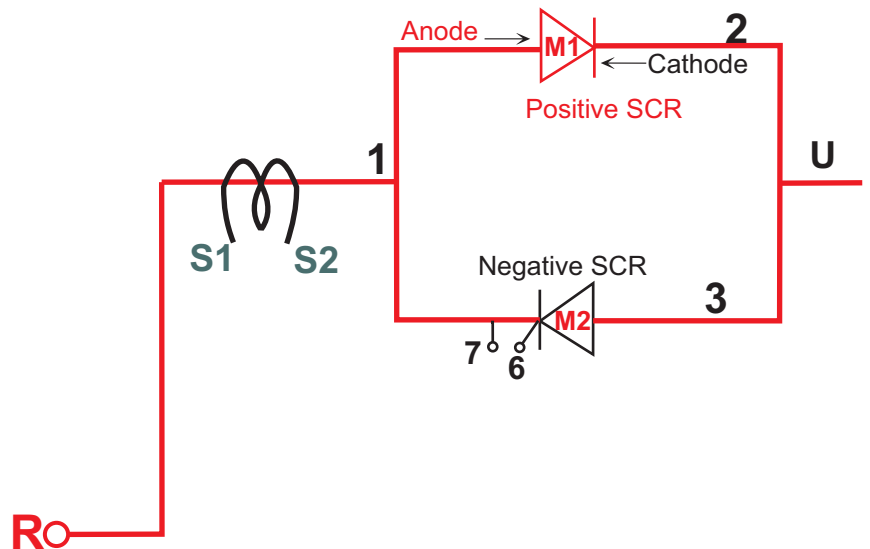 Anode
M1
2
Cathode
Positive SCR
1
U
S1
S2
Negative SCR
3
M2
7
6
R